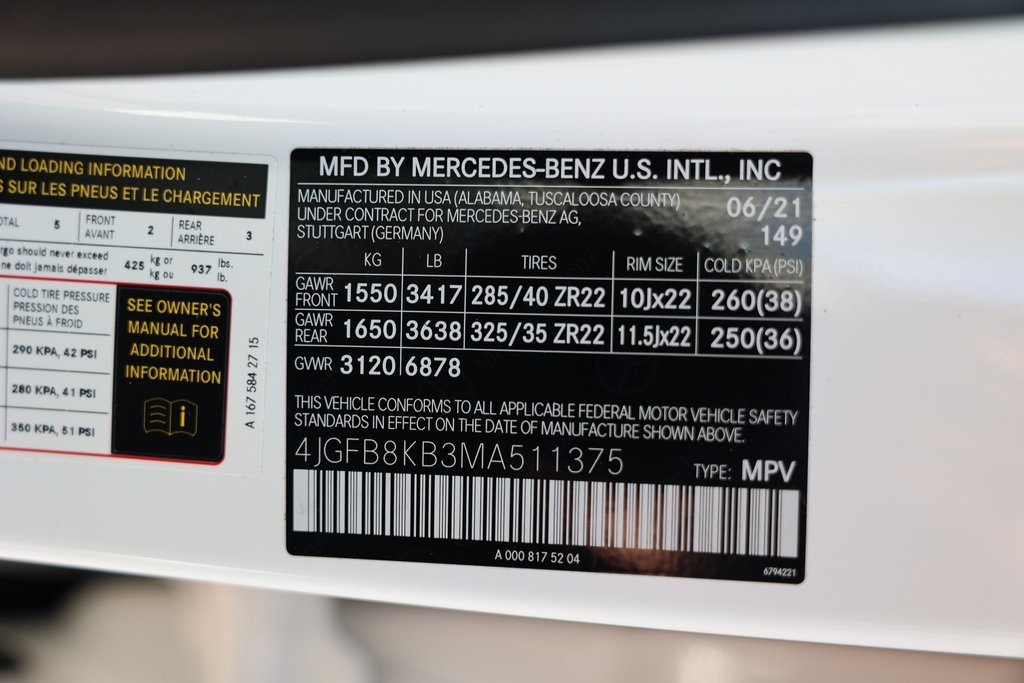 ND LOADING INFORMATION
S SUR LES PNEUS ET LE CHARGEMENT
OTAL 5 FRONT AVANT 2 REAR ARRIÈRE 3
rgo should never exceed
ne doit jamais dépasser 425 kg or kg ou 937 lbs. lb.
COLD TIRE PRESSURE
PRESSION DES
PNEUS À FROID
290 KPA, 42 PSI
280 KPA, 41 PSI
350 KPA, 51 PSI
SEE OWNER'S
MANUAL FOR
ADDITIONAL
INFORMATION
i
A 167 584 27 15
MFD BY MERCEDES-BENZ U.S. INTL., INC
MANUFACTURED IN USA (ALABAMA, TUSCALOOSA COUNTY) 06/21
UNDER CONTRACT FOR MERCEDES-BENZ AG,
STUTTGART (GERMANY) 149
KG LB TIRES RIM SIZE COLD KPA(PSI)
GAWR FRONT 1550 3417 285/40 ZR22 10Jx22 260(38)
GAWR REAR 1650 3638 325/35 ZR22 11.5Jx22 250(36)
GVWR 3120 6878
THIS VEHICLE CONFORMS TO ALL APPLICABLE FEDERAL MOTOR VEHICLE SAFETY
STANDARDS IN EFFECT ON THE DATE OF MANUFACTURE SHOWN ABOVE.
4JGFB8KB3MA511375 TYPE: MPV
A 000 817 52 04
6794221